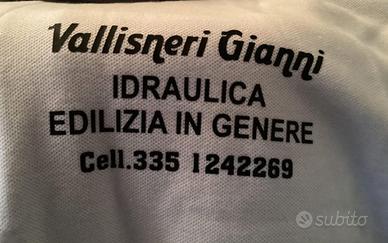 Vallisneri Gianni
IDRAULICA
EDILIZIA IN GENERE
Cell.335 1242269
subito